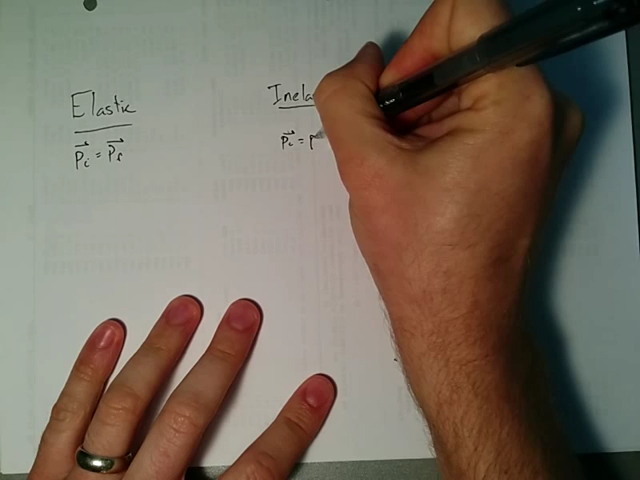 Elastic
p⃗i = p⃗f
Inela
p⃗i = p